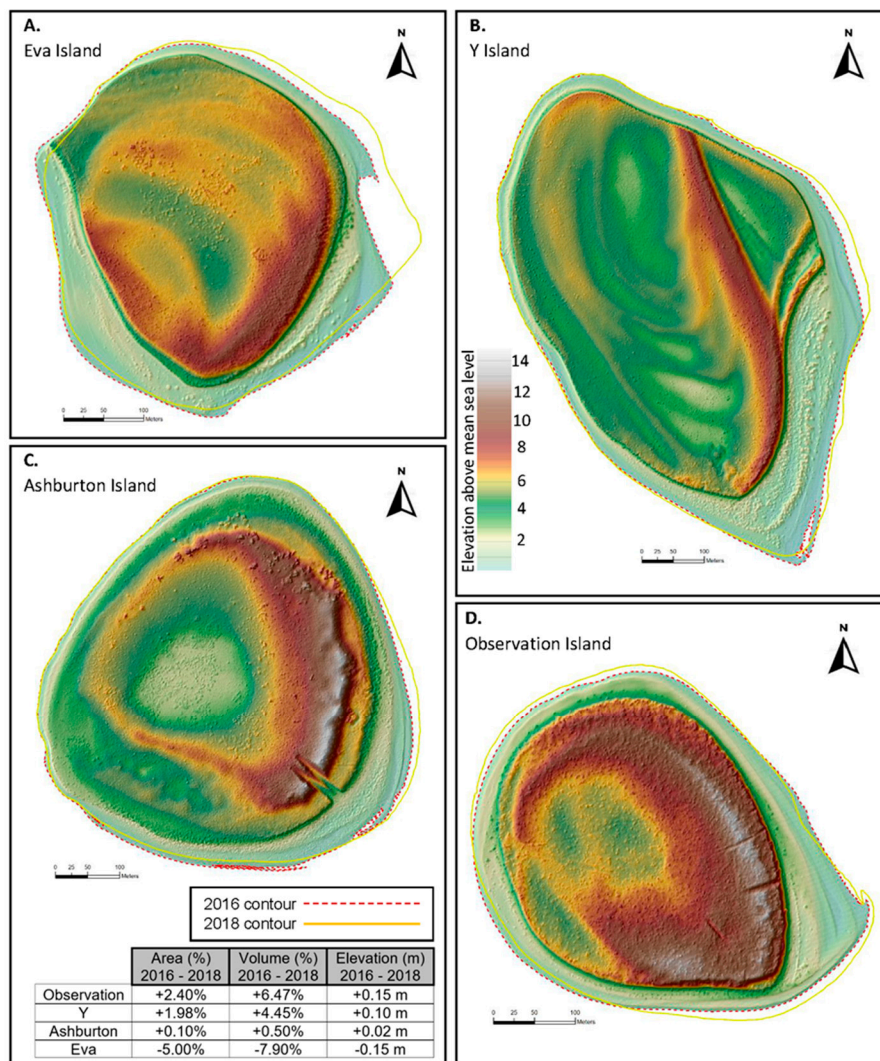 A.
Eva Island
N
0 25 50 100
Meters
B.
Y Island
N
Elevation above mean sea level
14
12
10
8
6
4
2
0 25 50 100
Meters
C.
Ashburton Island
N
0 25 50 100
Meters
2016 contour
2018 contour
Area (%) Volume (%) Elevation (m)
2016 - 2018 2016 - 2018 2016 - 2018
Observation +2.40% +6.47% +0.15 m
Y +1.98% +4.45% +0.10 m
Ashburton +0.10% +0.50% +0.02 m
Eva -5.00% -7.90% -0.15 m
D.
Observation Island
N
0 25 50 100
Meters